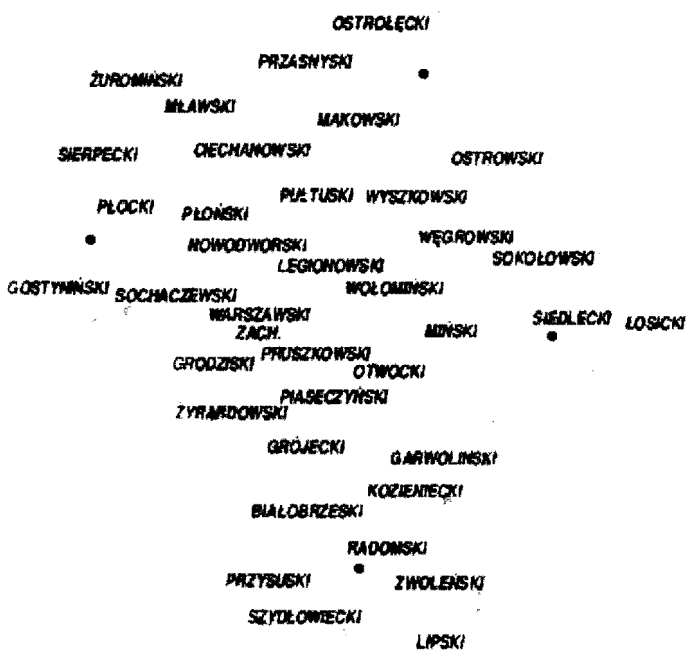 OSTROŁĘCKI
PRZASNYSKI
ŻUROMIŃSKI
MŁAWSKI
MAKOWSKI
SIERPECKI
CIECHANOWSKI
OSTROWSKI
PUŁTUSKI
WYSZKOWSKI
PŁOCKI
PŁOŃSKI
NOWODWORSKI
WĘGROWSKI
LEGIONOWSKI
SOKOŁOWSKI
GOSTYNIŃSKI
SOCHACZEWSKI
WOŁOMIŃSKI
WARSZAWSKI
ZACH.
MIŃSKI
SIEDLECKI
ŁOSICKI
GRODZISKI
PRUSZKOWSKI
OTWOCKI
PIASECZYŃSKI
ŻYRARDOWSKI
GRÓJECKI
GARWOLIŃSKI
KOZIENIECKI
BIAŁOBRZESKI
RADOMSKI
PRZYSUSKI
ZWOLEŃSKI
SZYDŁOWIECKI
LIPSKI